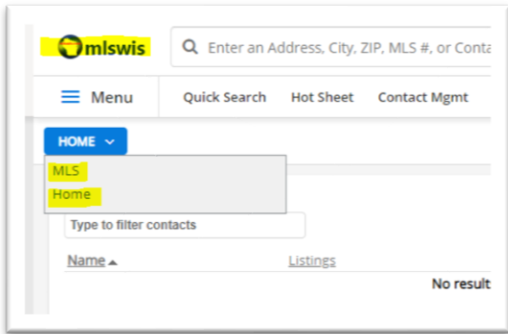 mlswis
Enter an Address, City, ZIP, MLS #, or Conta
Menu Quick Search Hot Sheet Contact Mgmt
HOME
MLS
Home
Type to filter contacts
Name Listings
No result